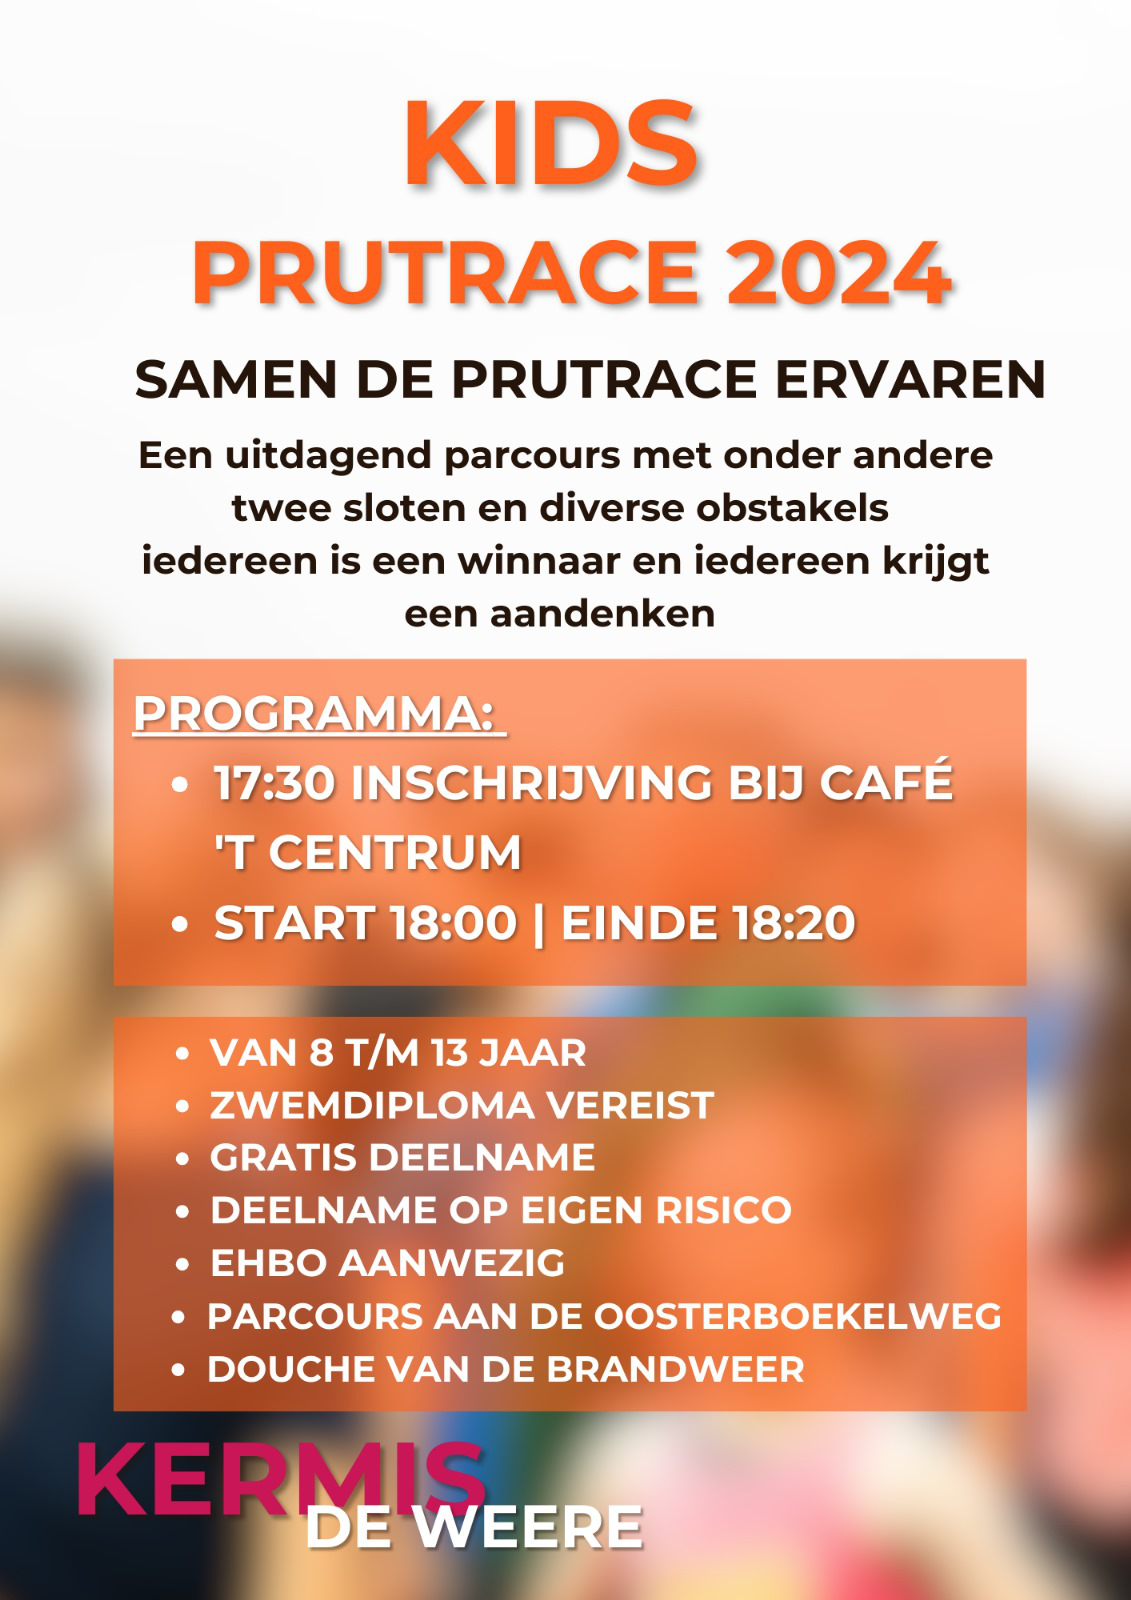 KIDS
PRUTRACE 2024
SAMEN DE PRUTRACE ERVAREN
Een uitdagend parcours met onder andere
twee sloten en diverse obstakels
iedereen is een winnaar en iedereen krijgt
een aandenken
PROGRAMMA:
• 17:30 INSCHRIJVING BIJ CAFÉ
'T CENTRUM
• START 18:00 | EINDE 18:20
• VAN 8 T/M 13 JAAR
• ZWEMDIPLOMA VEREIST
• GRATIS DEELNAME
• DEELNAME OP EIGEN RISICO
• EHBO AANWEZIG
• PARCOURS AAN DE OOSTERBOEKELWEG
• DOUCHE VAN DE BRANDWEER
KERMIS
DE WEERE